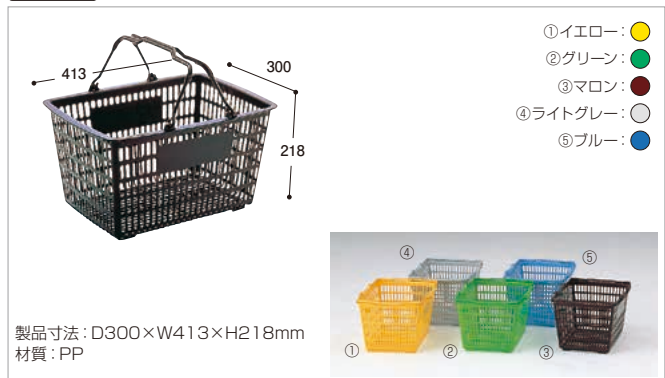 413
300
218
①イエロー：
②グリーン：
③マロン：
④ライトグレー：
⑤ブルー：
④
⑤
①
②
③
製品寸法：D300×W413×H218mm
材質：PP